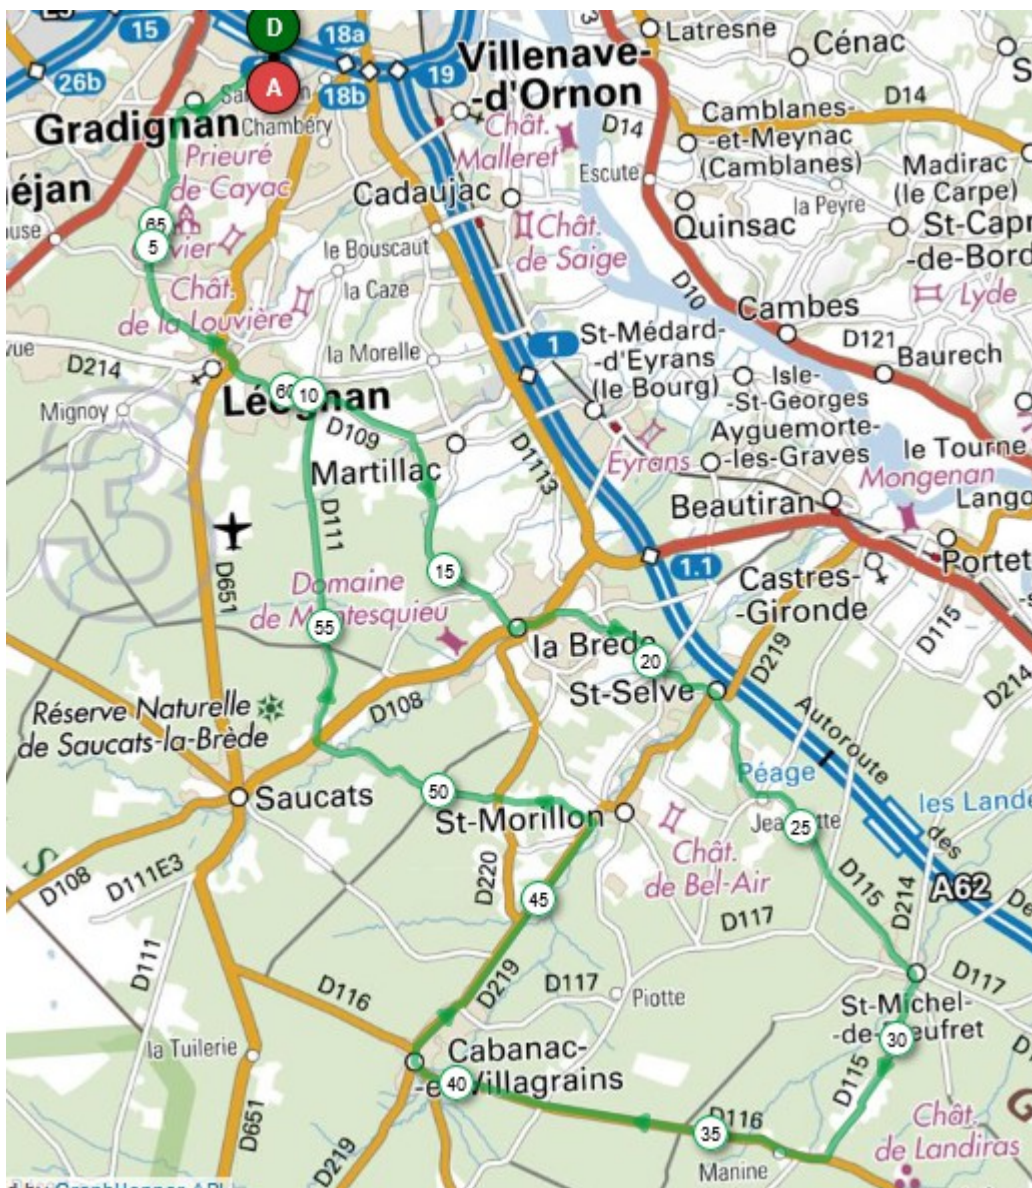 15
D
18a
26b
19
18b
A
Villenave-
-d'Ornon
Latresne
Cénac
D14
Gradignan
Chambéry
Prieuré
de Cayac
Chât.
Malleret
D14
Camblanes-
-et-Meynac
(Camblanes)
Madirac
(le Carpe)
Escute
Cadaujac
Quinsac
la Peyre
65
5
le Bouscaut
Chât.
de Saige
D10
Lyde
Chât.
de la Louvière
la Caze
Cambes
D121
Baurech
la Morelle
1
St-Médard-
-d'Eyrans
(le Bourg)
Isle-
-St-Georges
D214
Mignoy
Léognan
60
10
D109
Martillac
D1113
Eyrans
Ayguemorte-
-les-Graves
le Tourne
Mongenan
3
D111
D651
Beautiran
Portet
15
1.1
Castres-
-Gironde
D115
Domaine
de Montesquieu
55
la Brède
20
D219
D214
St-Selve
Réserve Naturelle
de Saucats-la-Brède
D108
Autoroute
des
Péage
Saucats
50
St-Morillon
25
D108
D111E3
D220
Chât.
de Bel-Air
D115
D214
A62
45
D111
D117
D219
D117
Piotte
D117
D116
St-Michel-
30
la Tuilerie
Cabanac-
-et-Villagrains
40
D115
D651
D219
35
D116
Manine
Chât.
de Landiras